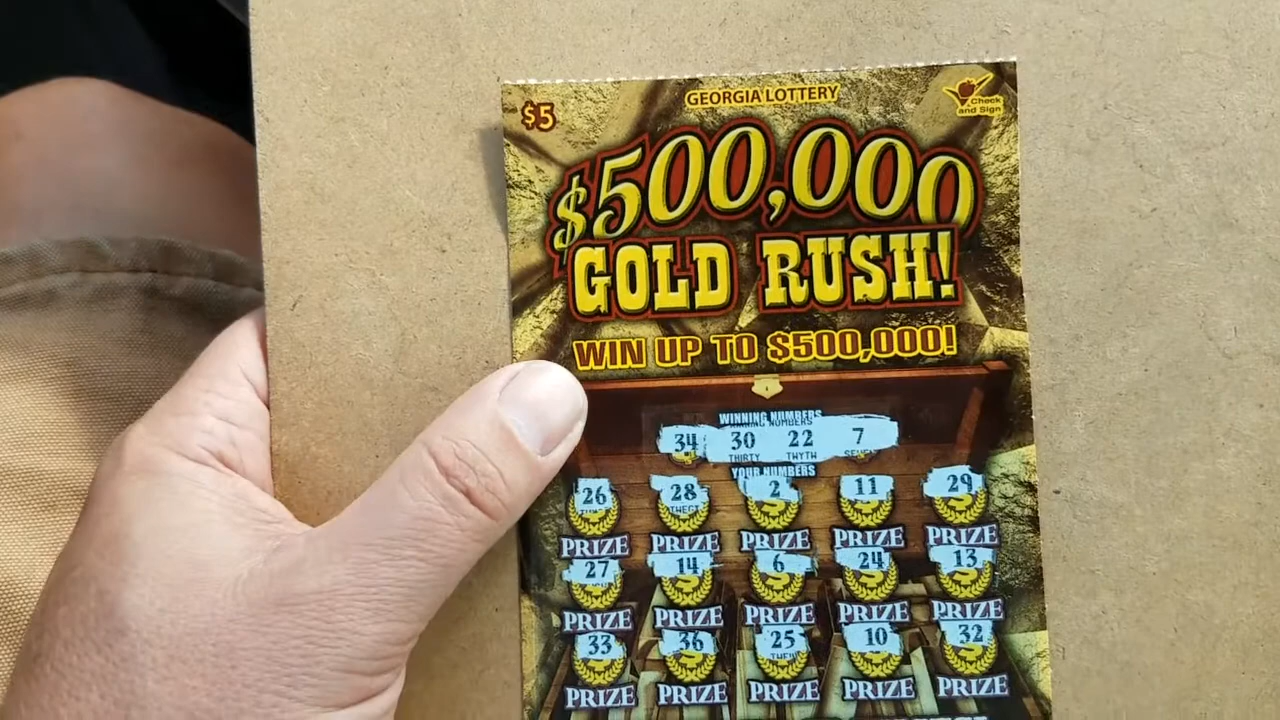 GEORGIA LOTTERY
$5
Check
and Sign
$500,000
GOLD RUSH!
WIN UP TO $500,000!
WINNING NUMBERS
34 30 22 7
THIRTY TWYTW
YOUR NUMBERS
26 28 2 11 29
PRIZE PRIZE PRIZE PRIZE PRIZE
27 14 6 24 13
PRIZE PRIZE PRIZE PRIZE PRIZE
33 36 25 10 32
PRIZE PRIZE PRIZE PRIZE PRIZE